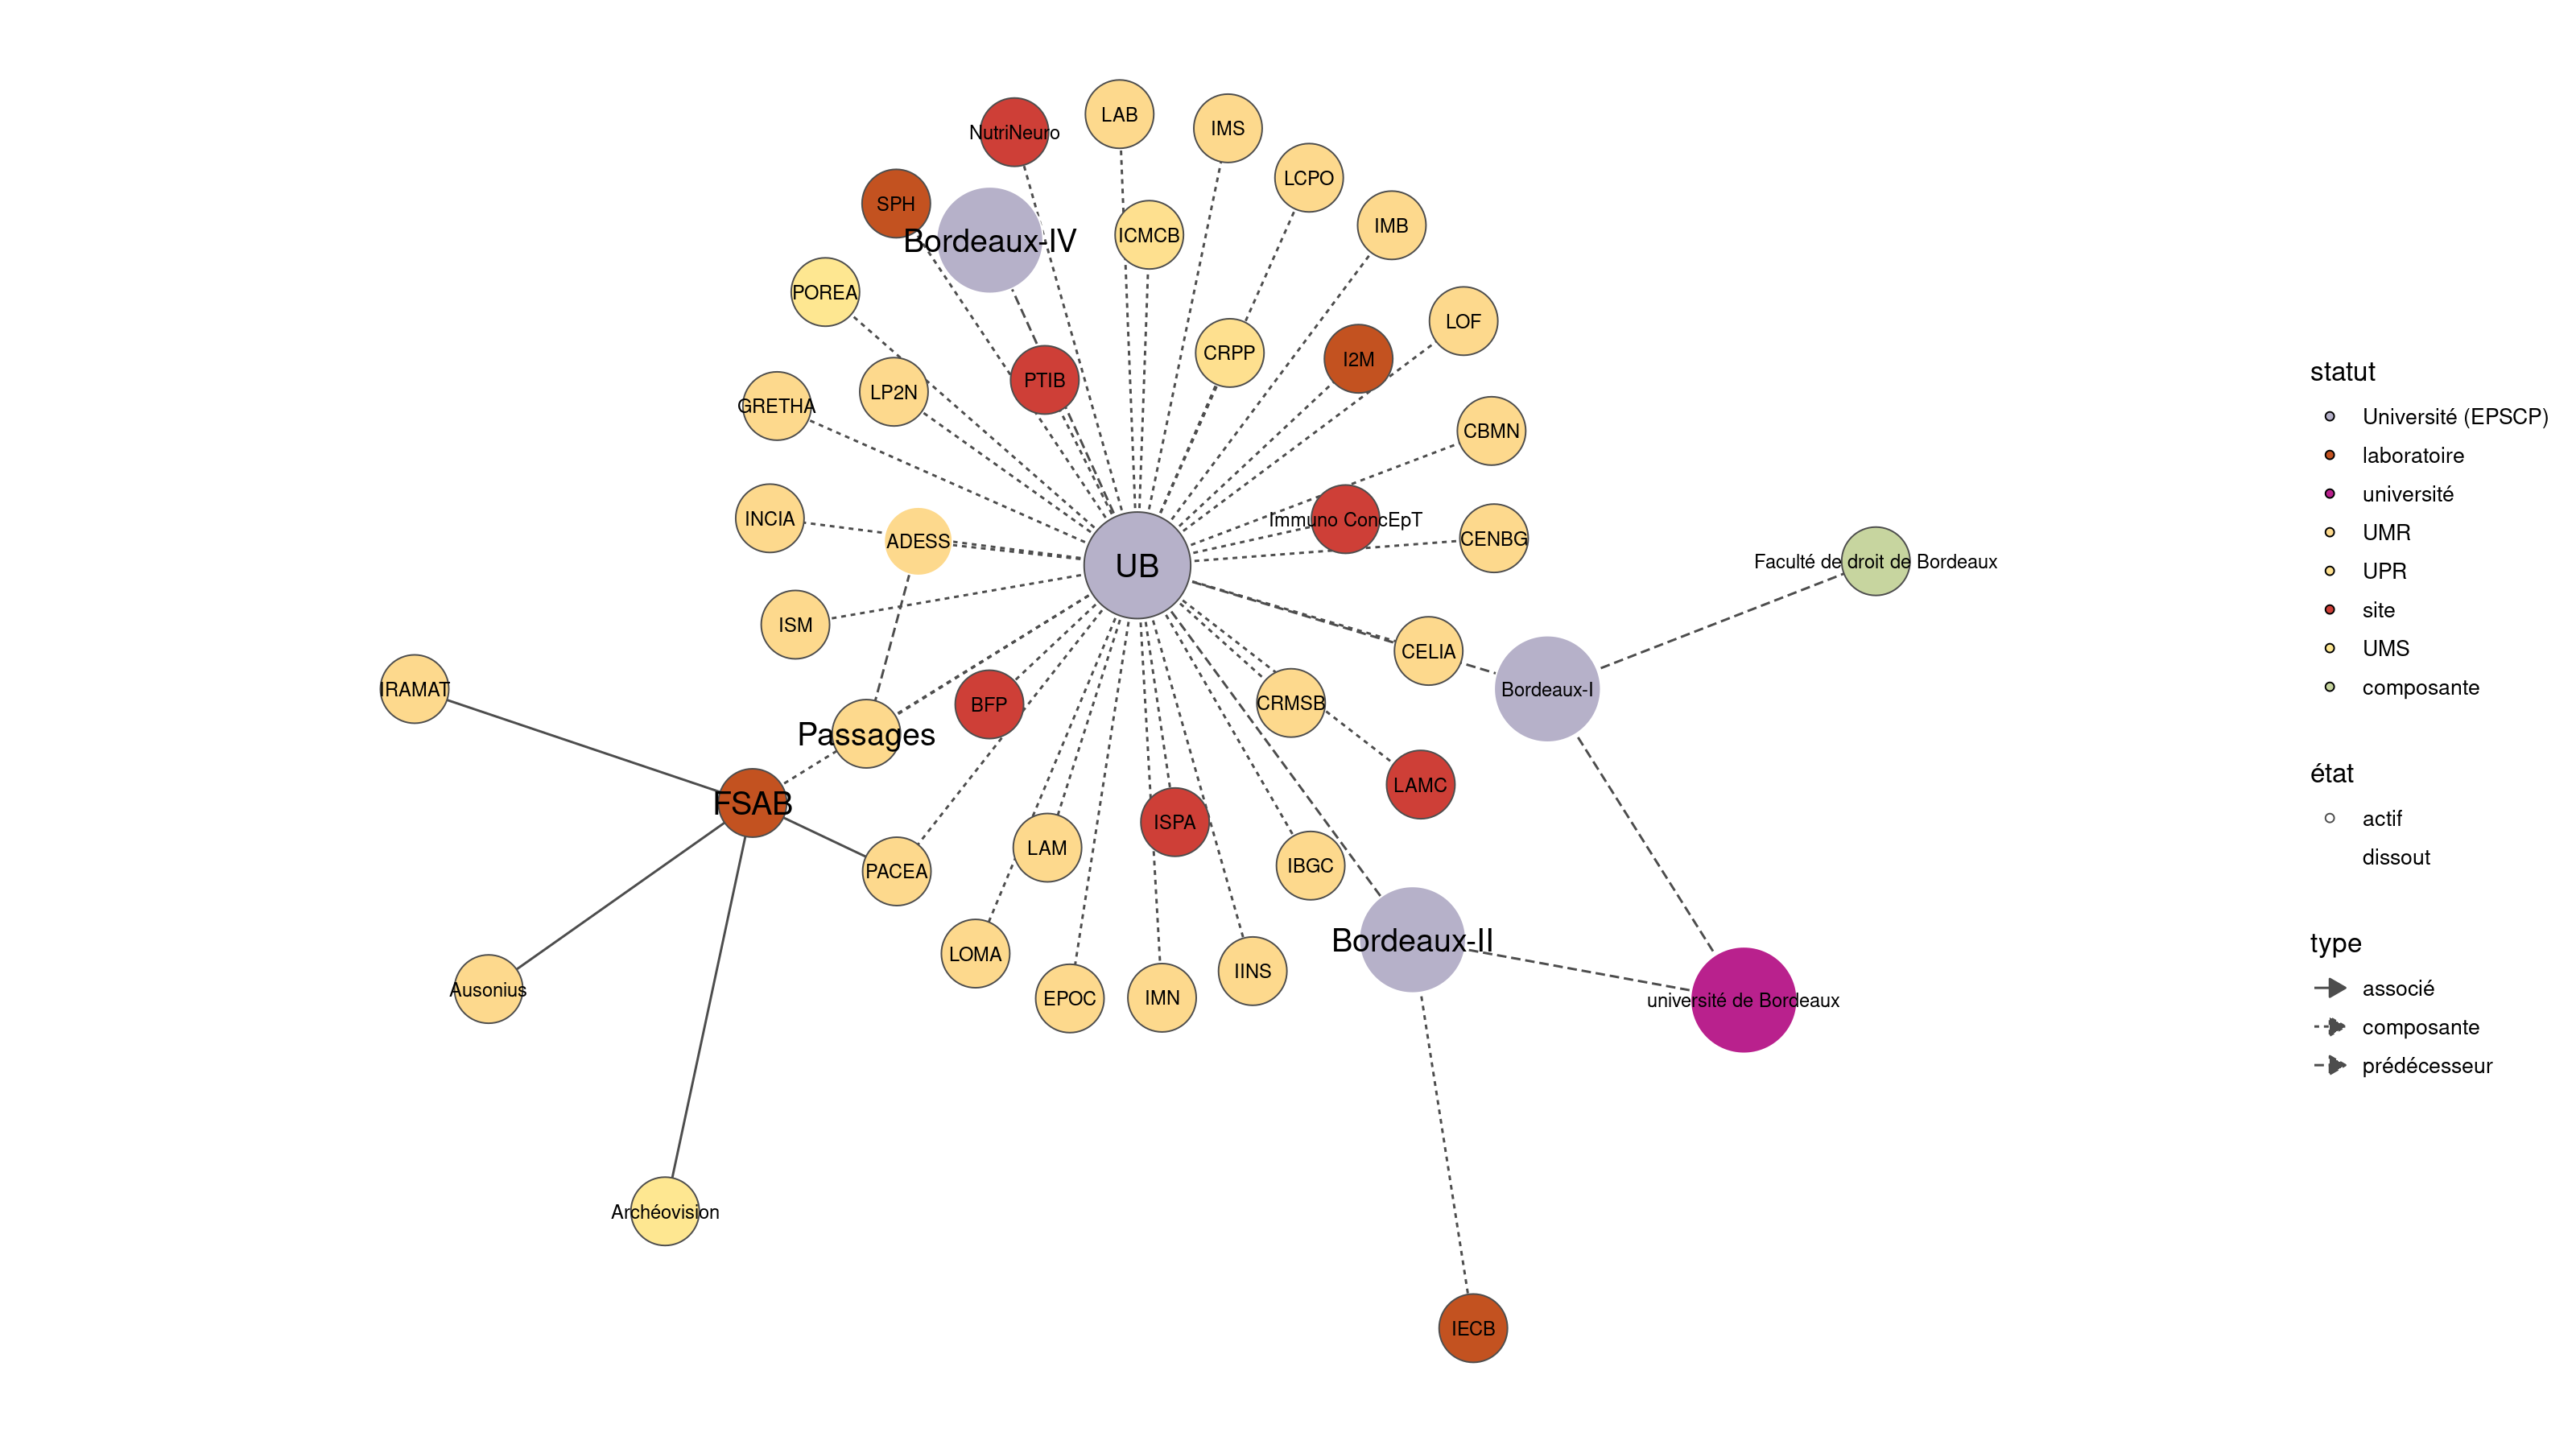 LAB
NutriNeuro
IMS
LCPO
SPH
IMB
ICMCB
Bordeaux-IV
POREA
LOF
CRPP
I2M
PTIB
LP2N
GRETHA
CBMN
INCIA
Immuno ConcEpT
CENBG
ADESS
UB
Faculté de droit de Bordeaux
ISM
CELIA
IRAMAT
Bordeaux-I
CRMSB
BFP
Passages
LAMC
FSAB
ISPA
LAM
IBGC
PACEA
Bordeaux-II
LOMA
IINS
Ausonius
EPOC
IMN
université de Bordeaux
Archéovision
IECB
statut
Université (EPSCP)
laboratoire
université
UMR
UPR
site
UMS
composante
état
actif
dissout
type
associé
composante
prédécesseur